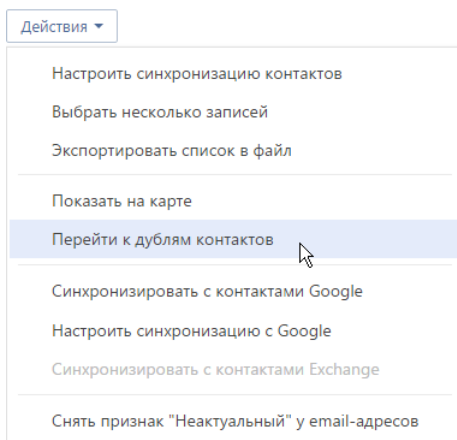 Действия
Настроить синхронизацию контактов
Выбрать несколько записей
Экспортировать список в файл
Показать на карте
Перейти к дублям контактов
Синхронизировать с контактами Google
Настроить синхронизацию с Google
Синхронизировать с контактами Exchange
Снять признак "Неактуальный" у email-адресов